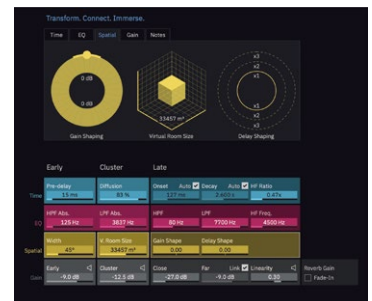 Transform. Connect. Immerse.
Time EQ Spatial Gain Notes
x3
x2
0 dB x1
0 dB x1
x2
33457 m³ x3
Gain Shaping Virtual Room Size Delay Shaping
Early Cluster Late
Pre-delay Diffusion Onset Auto Decay Auto HF Ratio
Time 15 ms 83 % 127 ms 2.600 s 0.47x
HPF Abs. LPF Abs. HPF LPF HF Freq.
EQ 125 Hz 3837 Hz 80 Hz 7700 Hz 4500 Hz
Width V. Room Size Gain Shape Delay Shape
Spatial 45° 33457 m³ 0.00 0.00
Early Cluster Close Far Link Linearity Reverb Gain
Gain -9.0 dB -12.5 dB -27.0 dB -9.0 dB 0.30 Fade-In